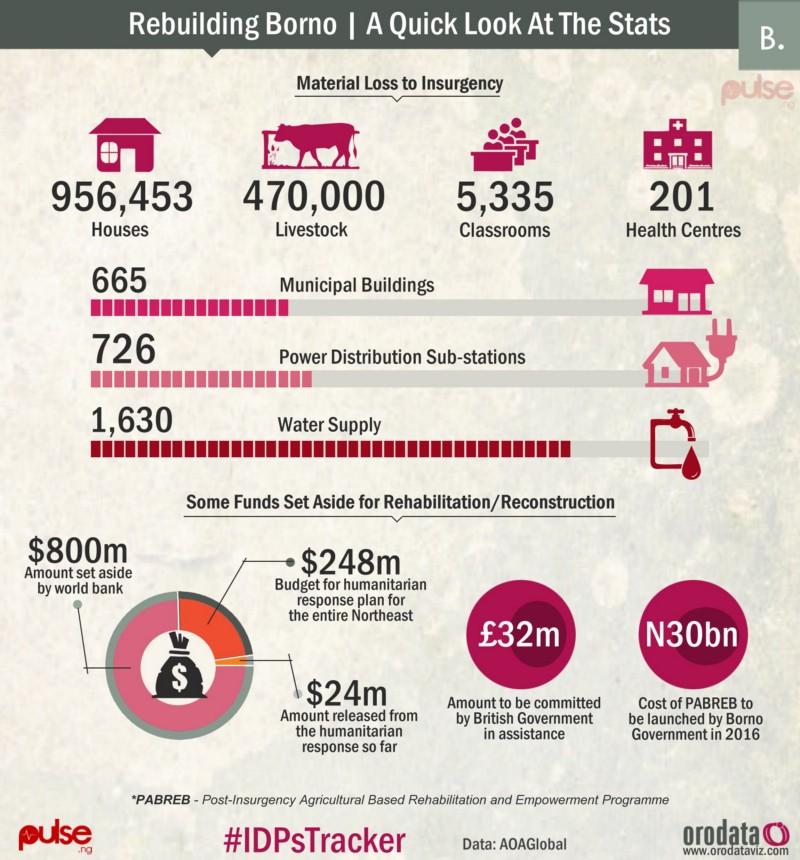 Rebuilding Borno | A Quick Look At The Stats
B.
pulse
.ng
Material Loss to Insurgency
956,453
Houses
470,000
Livestock
5,335
Classrooms
201
Health Centres
665
Municipal Buildings
726
Power Distribution Sub-stations
1,630
Water Supply
Some Funds Set Aside for Rehabilitation/Reconstruction
$800m
Amount set aside
by world bank
$248m
Budget for humanitarian
response plan for
the entire Northeast
$24m
Amount released from
the humanitarian
response so far
$
£32m
Amount to be committed
by British Government
in assistance
N30bn
Cost of PABREB to
be launched by Borno
Government in 2016
*PABREB - Post-Insurgency Agricultural Based Rehabilitation and Empowerment Programme
pulse
.ng
#IDPsTracker
Data: AOAGlobal
orodata
www.orodataviz.com